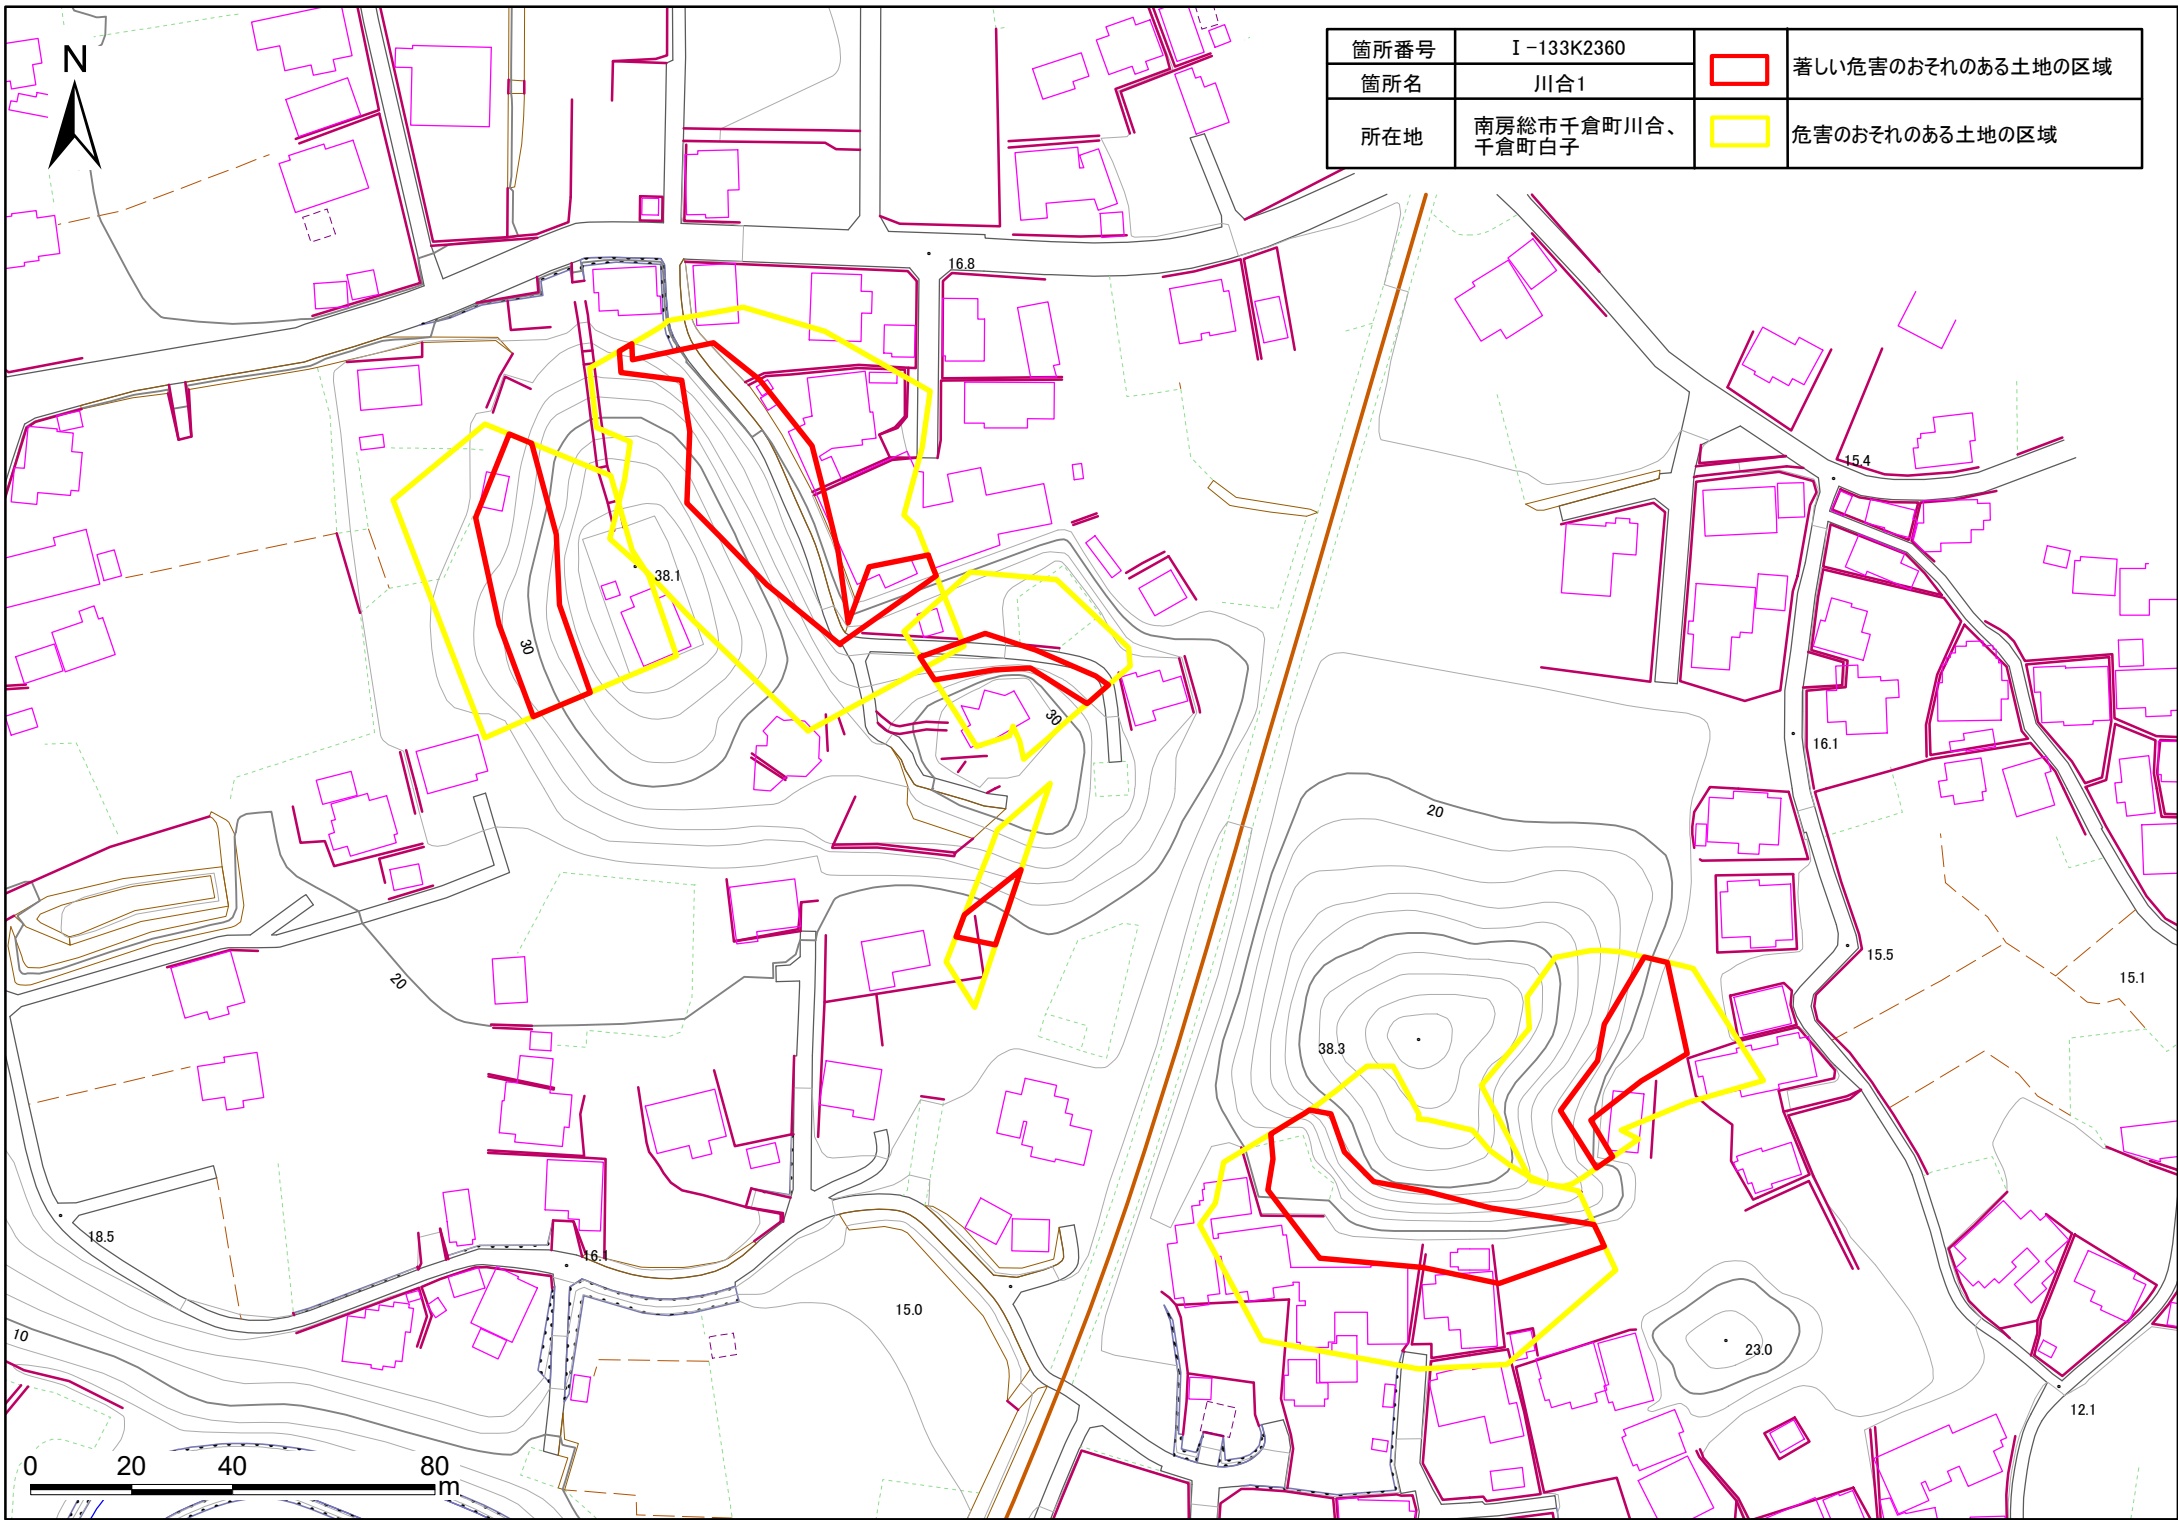 N
箇所番号 Ⅰ-133K2360
著しい危害のおそれのある土地の区域
箇所名 川合1
所在地 南房総市千倉町川合、
千倉町白子
危害のおそれのある土地の区域
16.8
15.4
38.1
30
30
16.1
20
15.5
15.1
20
38.3
18.5
16.1
15.0
10
23.0
12.1
0 20 40 80
m